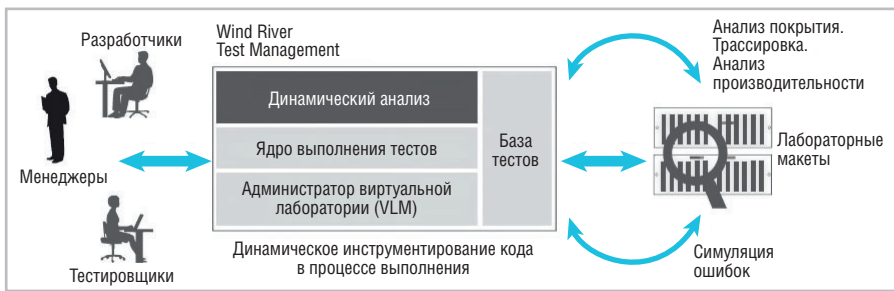 Разработчики
Менеджеры
Тестировщики
Wind River
Test Management
Динамический анализ
Ядро выполнения тестов
Администратор виртуальной
лаборатории (VLM)
База
тестов
Динамическое инструментирование кода
в процессе выполнения
Анализ покрытия.
Трассировка.
Анализ
производительности
Лабораторные
макеты
Симуляция
ошибок